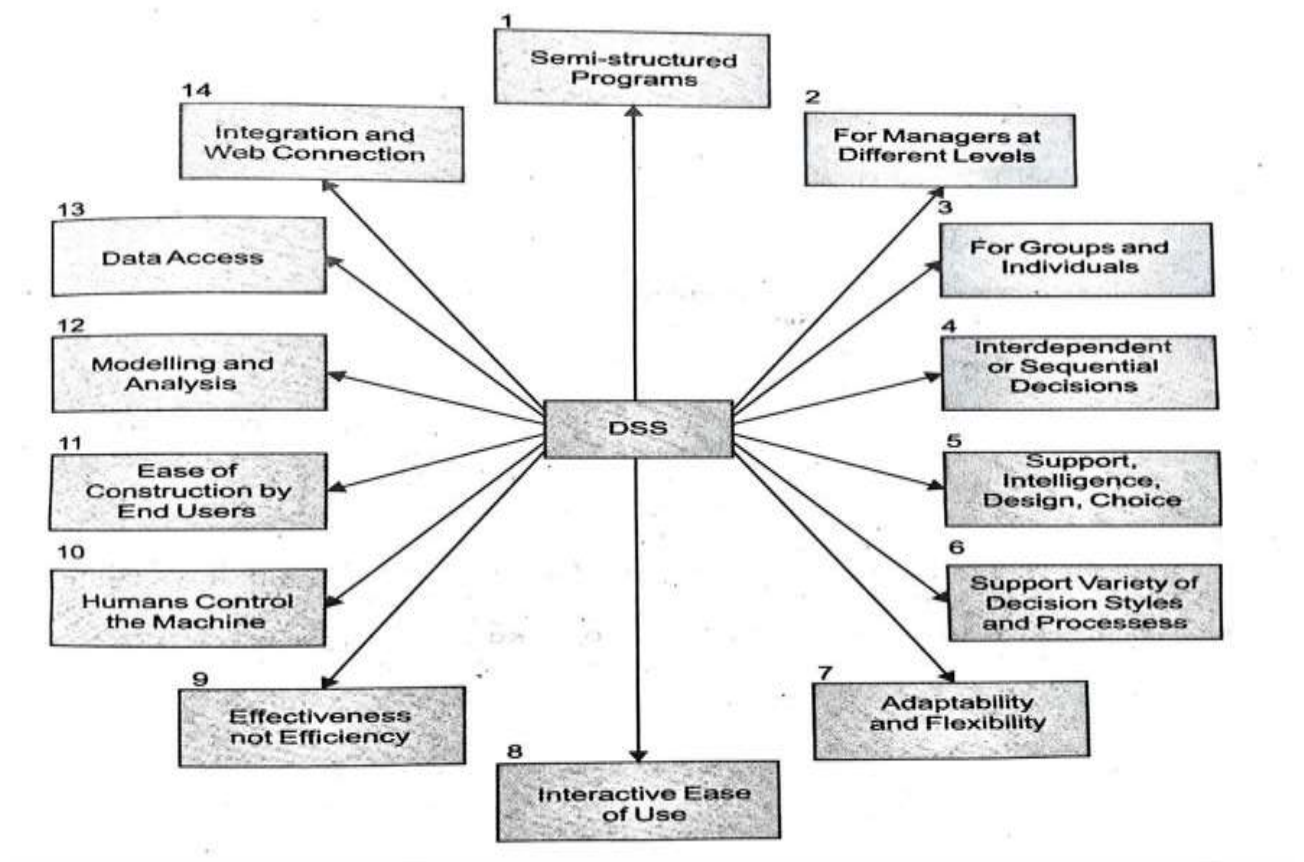 1
Semi-structured
Programs
2
For Managers at
Different Levels
3
For Groups and
Individuals
4
Interdependent
or Sequential
Decisions
5
Support,
Intelligence,
Design, Choice
6
Support Variety of
Decision Styles
and Processess
7
Adaptability
and Flexibility
8
Interactive Ease
of Use
9
Effectiveness
not Efficiency
10
Humans Control
the Machine
11
Ease of
Construction by
End Users
12
Modelling and
Analysis
13
Data Access
14
Integration and
Web Connection
DSS